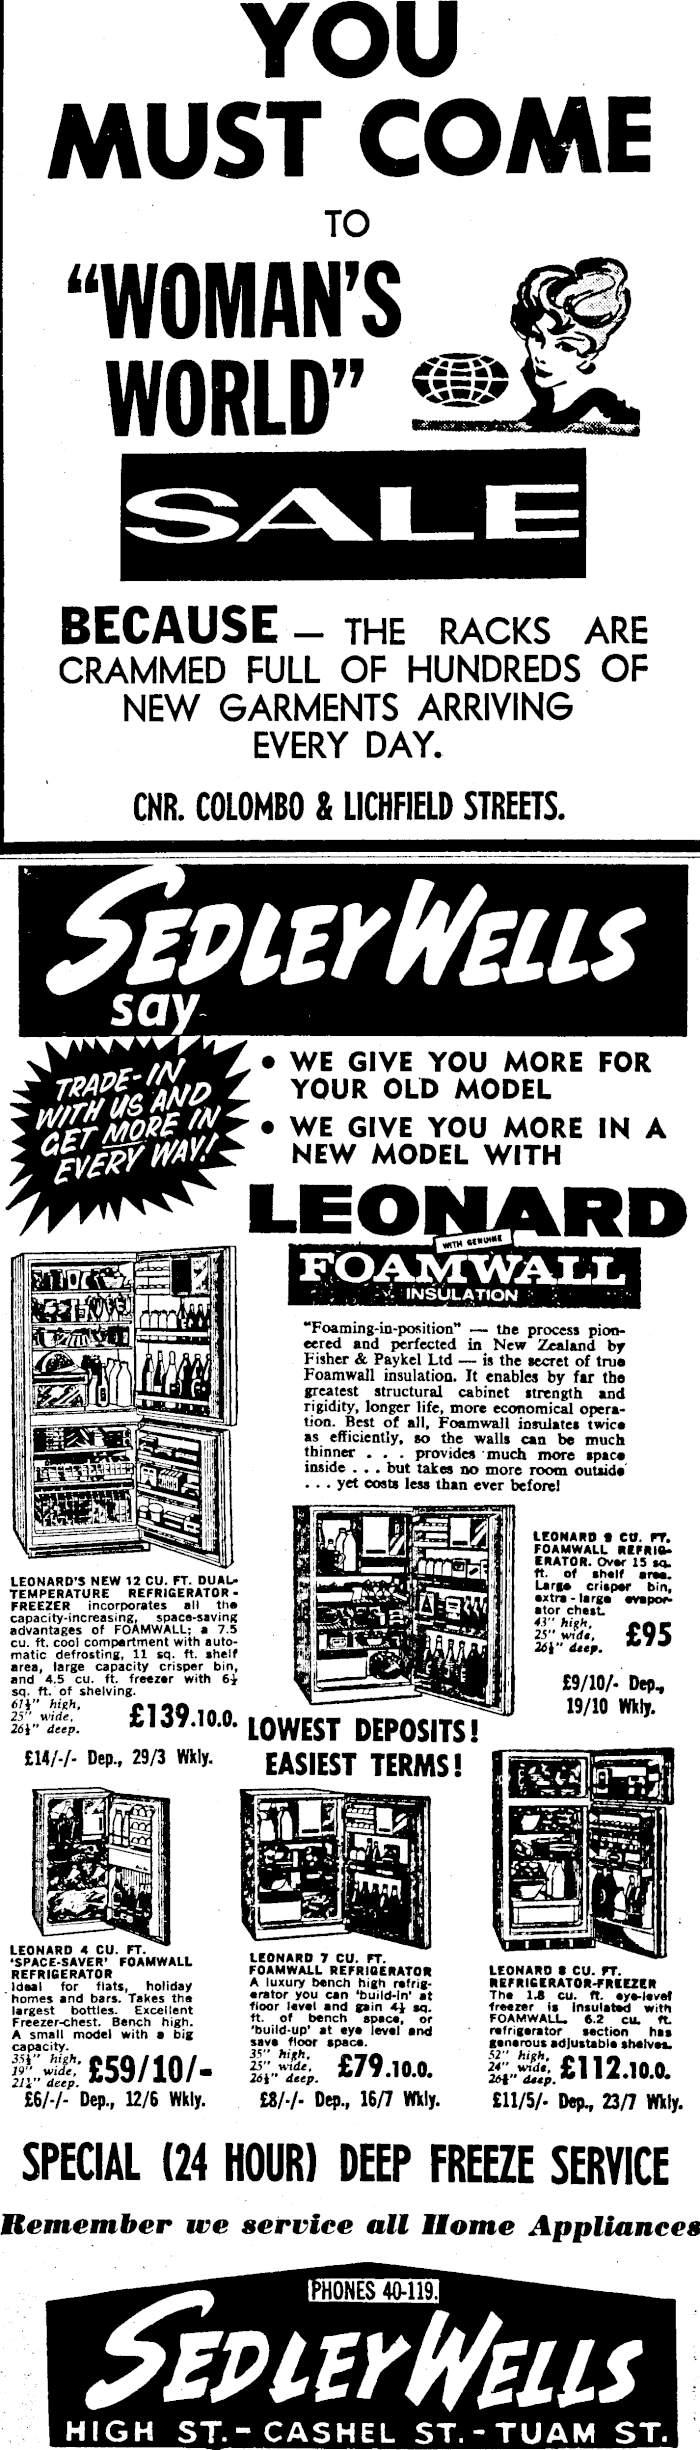 YOU
MUST COME
TO
“WOMAN’S
WORLD”
SALE
BECAUSE — THE RACKS ARE
CRAMMED FULL OF HUNDREDS OF
NEW GARMENTS ARRIVING
EVERY DAY.
CNR. COLOMBO & LICHFIELD STREETS.
SEDLEY WELLS
say
TRADE-IN
WITH US AND
GET MORE IN
EVERY WAY!
• WE GIVE YOU MORE FOR
YOUR OLD MODEL
• WE GIVE YOU MORE IN A
NEW MODEL WITH
LEONARD
WITH GENUINE
FOAMWALL
INSULATION
“Foaming-in-position” — the process pion-
eered and perfected in New Zealand by
Fisher & Paykel Ltd — is the secret of true
Foamwall insulation. It enables by far the
greatest structural cabinet strength and
rigidity, longer life, more economical opera-
tion. Best of all, Foamwall insulates twice
as efficiently, so the walls can be much
thinner . . . provides much more space
inside . . . but takes no more room outside
. . . yet costs less than ever before!
LEONARD'S NEW 12 CU. FT. DUAL-
TEMPERATURE REFRIGERATOR-
FREEZER incorporates all the
capacity-increasing, space-saving
advantages of FOAMWALL; a 7.5
cu. ft. cool compartment with auto-
matic defrosting, 11 sq. ft. shelf
area, large capacity crisper bin,
and 4.5 cu. ft. freezer with 6½
sq. ft. of shelving.
61½" high,
25" wide,
26½" deep.
£139.10.0.
£14/-/- Dep., 29/3 Wkly.
LEONARD 9 CU. FT.
FOAMWALL REFRIG-
ERATOR. Over 15 sq.
ft. of shelf area.
Large crisper bin,
extra-large evapor-
ator chest.
43" high,
25" wide,
26½" deep.
£95
£9/10/- Dep.,
19/10 Wkly.
LOWEST DEPOSITS!
EASIEST TERMS!
LEONARD 4 CU. FT.
'SPACE-SAVER' FOAMWALL
REFRIGERATOR
Ideal for flats, holiday
homes and bars. Takes the
largest bottles. Excellent
Freezer-chest. Bench high.
A small model with a big
capacity.
35½" high,
19" wide,
21½" deep.
£59/10/-
£6/-/- Dep., 12/6 Wkly.
LEONARD 7 CU. FT.
FOAMWALL REFRIGERATOR
A luxury bench high refrig-
erator you can 'build-in' at
floor level and gain 4½ sq.
ft. of bench space, or
'build-up' at eye level and
save floor space.
35" high,
25" wide,
26½" deep.
£79.10.0.
£8/-/- Dep., 16/7 Wkly.
LEONARD 8 CU. FT.
REFRIGERATOR-FREEZER
The 1.8 cu. ft. eye-level
freezer is insulated with
FOAMWALL. 6.2 cu. ft.
refrigerator section has
generous adjustable shelves.
52" high,
24" wide,
26½" deep.
£112.10.0.
£11/5/- Dep., 23/7 Wkly.
SPECIAL (24 HOUR) DEEP FREEZE SERVICE
Remember we service all Home Appliances
PHONES 40-119.
SEDLEY WELLS
HIGH ST.-CASHEL ST.-TUAM ST.